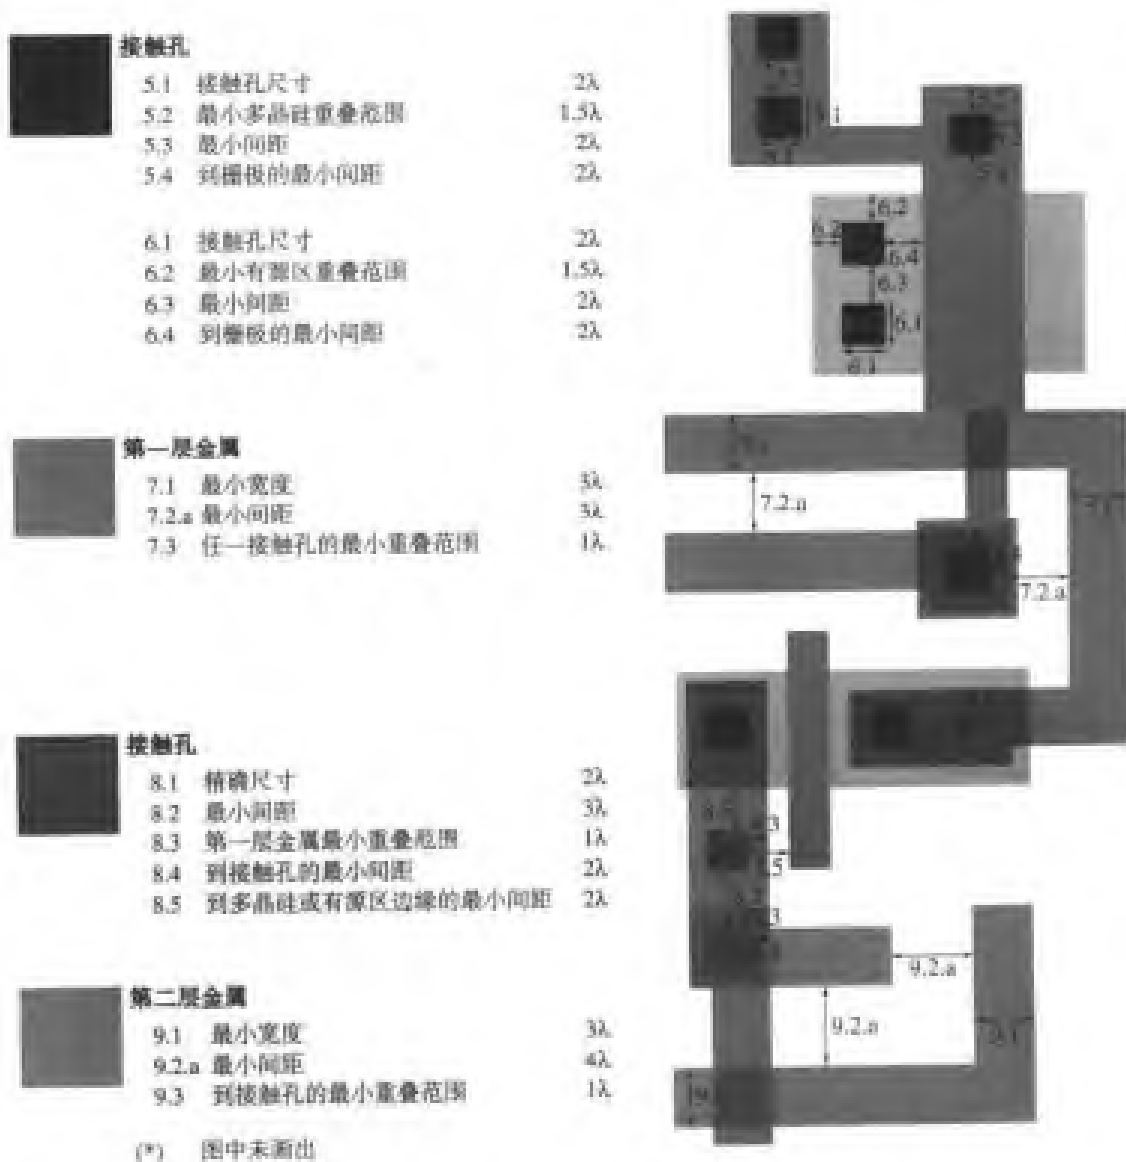 接触孔
5.1 接触孔尺寸 2λ
5.2 最小多晶硅重叠范围 1.5λ
5.3 最小间距 2λ
5.4 到栅极的最小间距 2λ
6.1 接触孔尺寸 2λ
6.2 最小有源区重叠范围 1.5λ
6.3 最小间距 2λ
6.4 到栅极的最小间距 2λ
第一层金属
7.1 最小宽度 3λ
7.2.a 最小间距 3λ
7.3 任一接触孔的最小重叠范围 1λ
接触孔
8.1 精确尺寸 2λ
8.2 最小间距 3λ
8.3 第一层金属最小重叠范围 1λ
8.4 到接触孔的最小间距 2λ
8.5 到多晶硅或有源区边缘的最小间距 2λ
第二层金属
9.1 最小宽度 3λ
9.2.a 最小间距 4λ
9.3 到接触孔的最小重叠范围 1λ
(*) 图中未画出
6.2
6.2
6.4
6.3
6.1
6.1
7.2.a
7.2.a
8.5
9.2.a
9.2.a
9.1